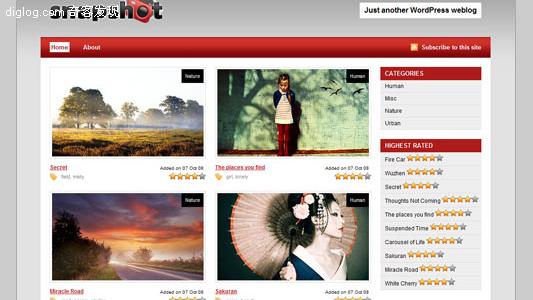 diglog.com 奇客发现
snapshot
Just another WordPress weblog
Home
About
Subscribe to this site
Nature
Human
CATEGORIES
Human
Misc
Nature
Urban
Secret
Added on 07 Oct 08
field, misty
The places you find
Added on 07 Oct 08
girl, lonely
HIGHEST RATED
Fire Car
Wuzhen
Secret
Thoughts Not Coming
The places you find
Suspended Time
Carousel of Life
Sakuran
Miracle Road
White Cherry
Nature
Human
Miracle Road
Added on 07 Oct 08
Sakuran
Added on 07 Oct 08